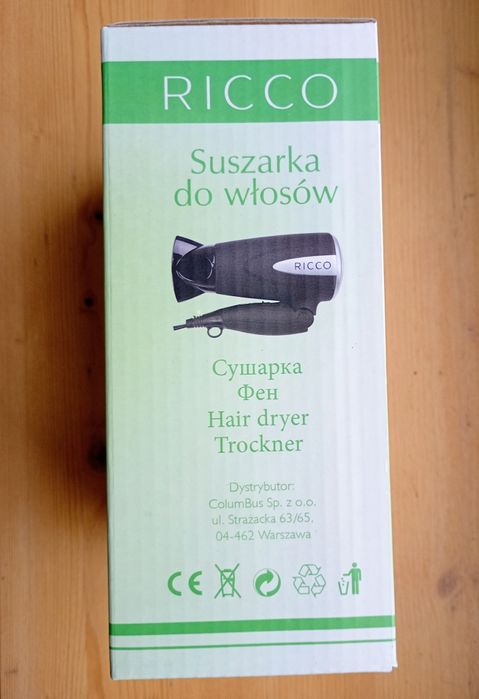 RICCO
Suszarka
do włosów
RICCO
Сушарка
Фен
Hair dryer
Trockner
Dystrybutor:
ColumBus Sp. z o.o.
ul. Strażacka 63/65,
04-462 Warszawa
CE